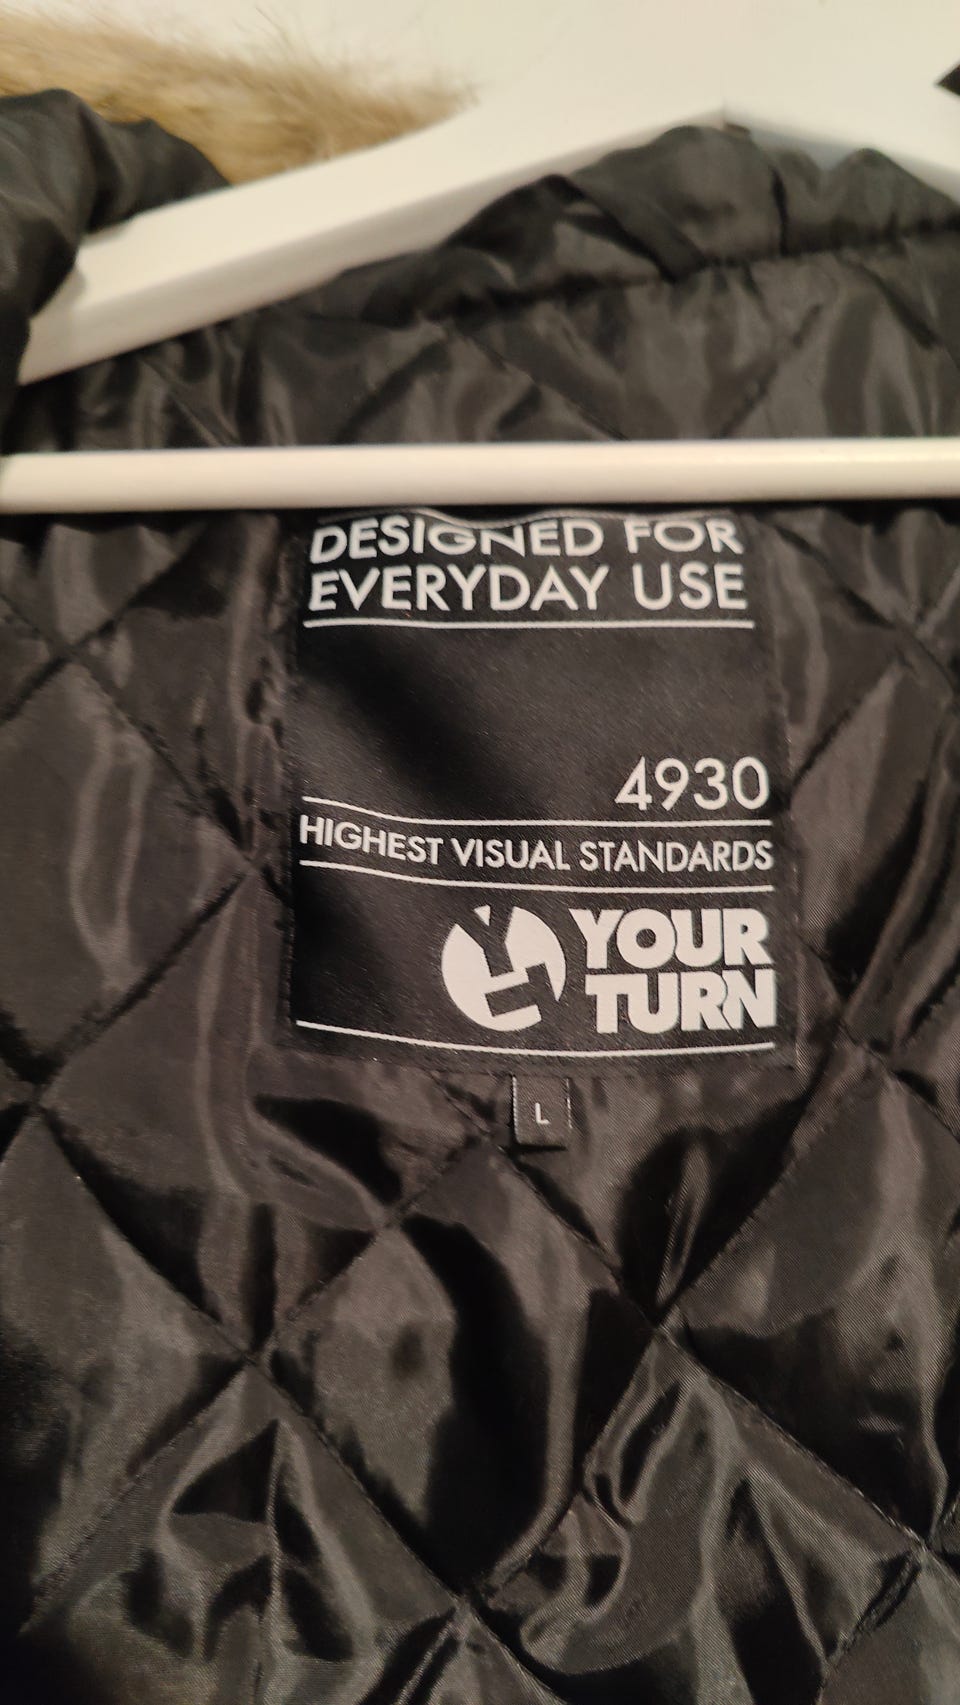 DESIGNED FOR
EVERYDAY USE
4930
HIGHEST VISUAL STANDARDS
YOUR
TURN
L